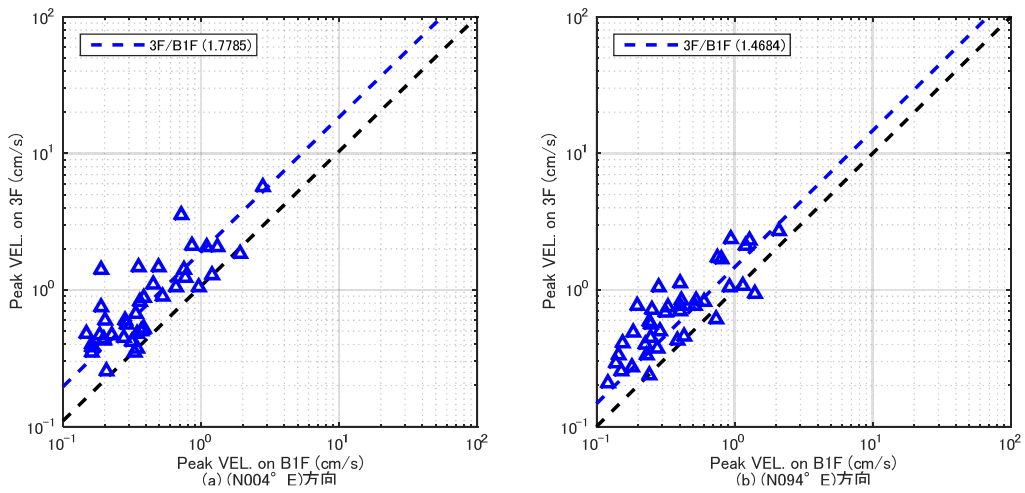 3F/B1F (1.7785)
Peak VEL. on 3F (cm/s)
10²
10¹
10⁰
10⁻¹
10⁻¹ 10⁰ 10¹ 10²
Peak VEL. on B1F (cm/s)
(a) (N004° E)方向
3F/B1F (1.4684)
Peak VEL. on 3F (cm/s)
10²
10¹
10⁰
10⁻¹
10⁻¹ 10⁰ 10¹ 10²
Peak VEL. on B1F (cm/s)
(b) (N094° E)方向